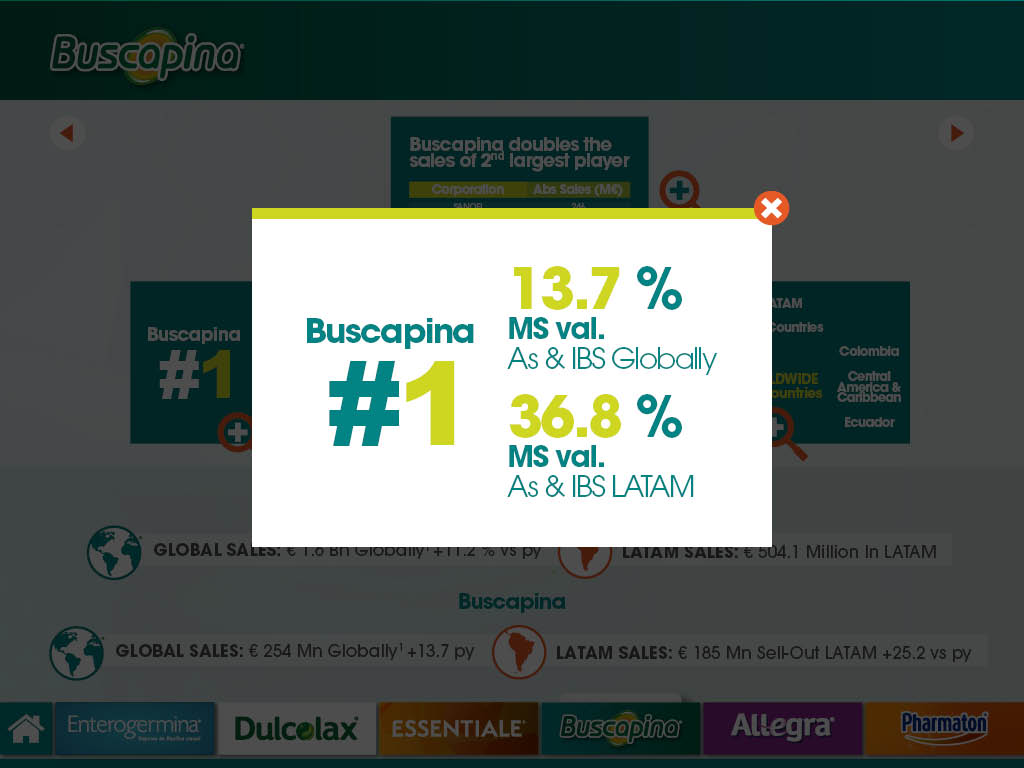 Buscapina®
Buscapina doubles the
sales of 2nd largest player
Corporation Abs Sales (M€)
SANOFI 246
Buscapina
#1
Buscapina
#1
13.7 %
MS val.
As & IBS Globally
36.8 %
MS val.
As & IBS LATAM
LATAM
Countries
Colombia
Central
America &
Caribbean
Ecuador
GLOBAL SALES: € 1.6 Bn Globally¹ +11.2 % vs py
LATAM SALES: € 504.1 Million In LATAM
Buscapina
GLOBAL SALES: € 254 Mn Globally¹ +13.7 py
LATAM SALES: € 185 Mn Sell-Out LATAM +25.2 vs py
Enterogermina®
Dulcolax®
ESSENTIALE®
Buscapina®
Allegra®
Pharmaton®